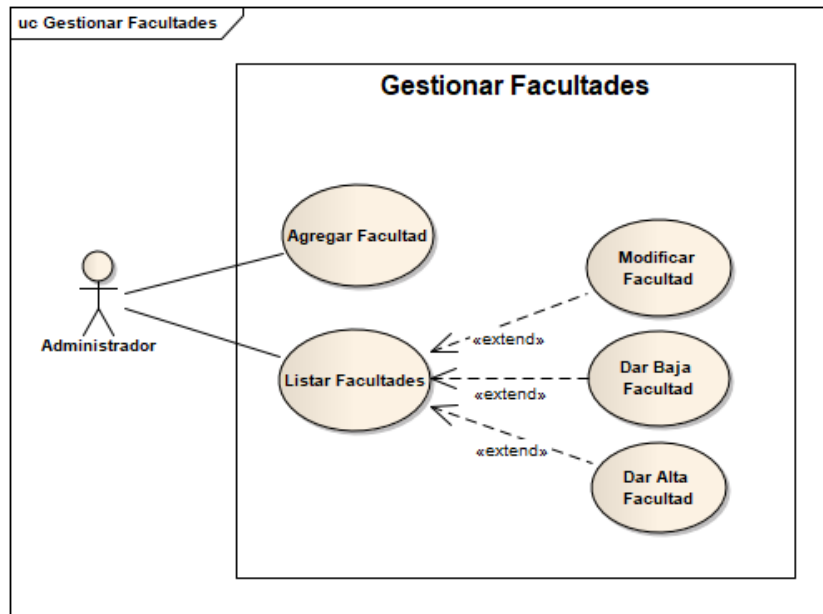 uc Gestionar Facultades
Gestionar Facultades
Agregar Facultad
Modificar
Facultad
«extend»
Administrador
Listar Facultades
Dar Baja
Facultad
«extend»
«extend»
Dar Alta
Facultad